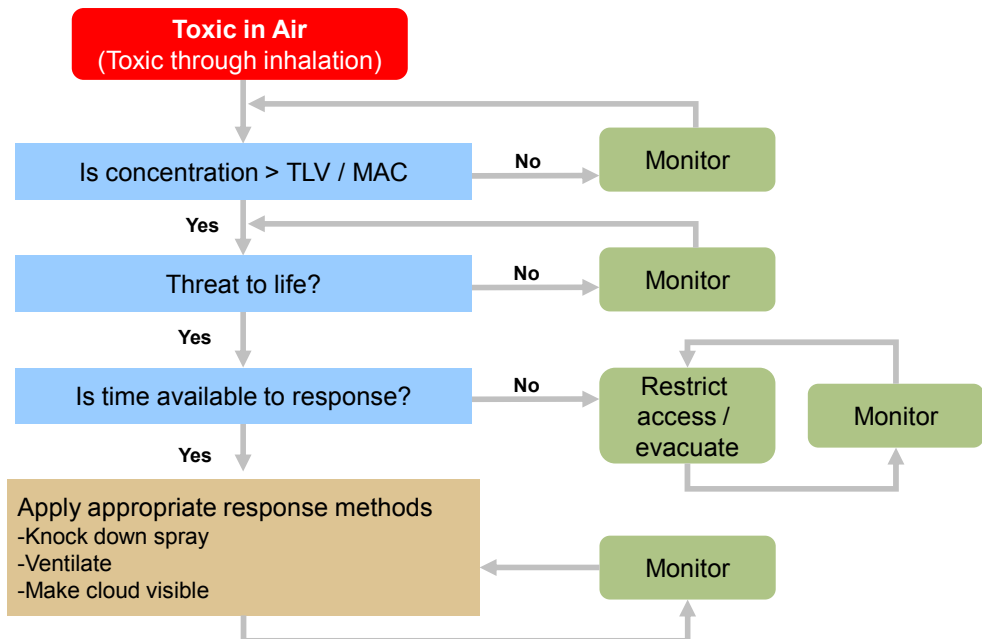 Toxic in Air
(Toxic through inhalation)
Is concentration > TLV / MAC
No
Monitor
Yes
Threat to life?
No
Monitor
Yes
Is time available to response?
No
Restrict
access /
evacuate
Monitor
Yes
Apply appropriate response methods
-Knock down spray
-Ventilate
-Make cloud visible
Monitor